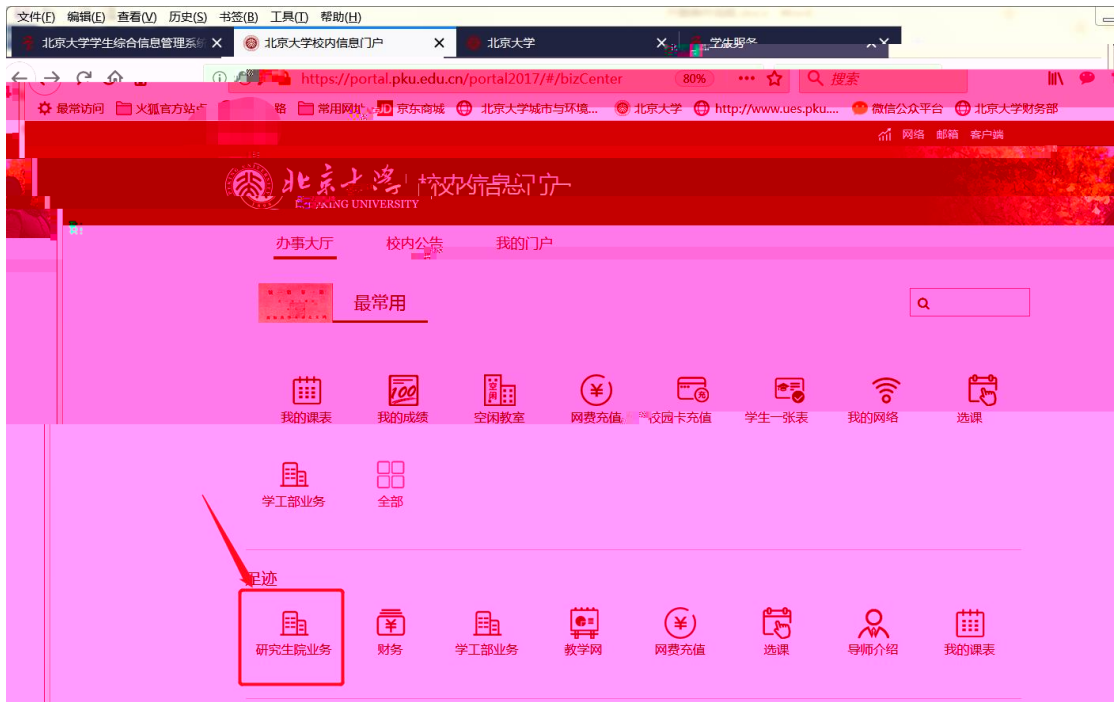 文件(F) 编辑(E) 查看(V) 历史(S) 书签(B) 工具(T) 帮助(H)
北京大学学生综合信息管理系统 北京大学校内信息门户 北京大学
https://portal.pku.edu.cn/portal2017/#/bizCenter 80% 搜索
最常访问 火狐官方站点 常用网址 JD 京东商城 北京大学城市与环境... 北京大学 http://www.ues.pku.... 微信公众平台 北京大学财务部
网络 邮箱 客户端
北京大学 校内信息门户
UNIVERSITY
办事大厅 校内公告 我的门户
最常用
我的课表 我的成绩 空闲教室 网费充值 校园卡充值 学生一张表 我的网络 选课
学工部业务 全部
足迹
研究生院业务 财务 学工部业务 教学网 网费充值 选课 导师介绍 我的课表